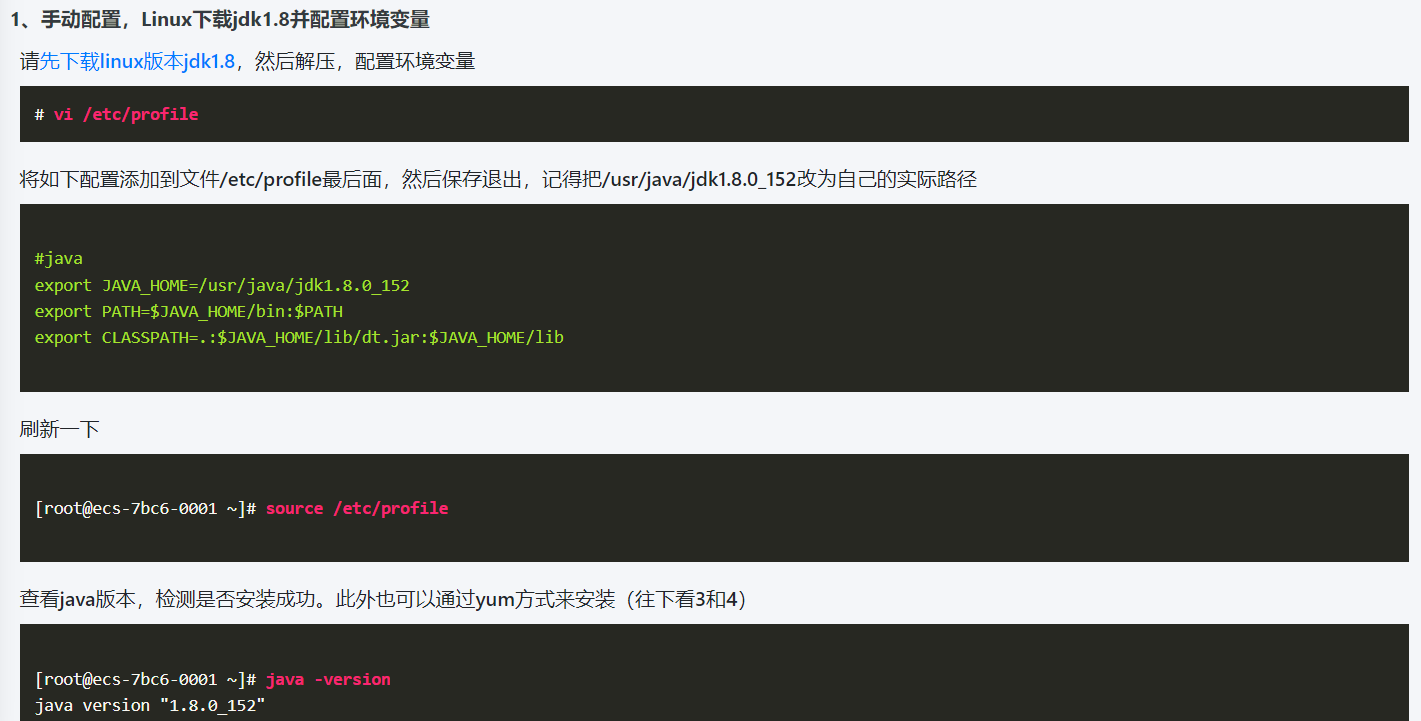 1、手动配置，Linux下载jdk1.8并配置环境变量
请先下载linux版本jdk1.8，然后解压，配置环境变量
# vi /etc/profile
将如下配置添加到文件/etc/profile最后面，然后保存退出，记得把/usr/java/jdk1.8.0_152改为自己的实际路径
#java
export JAVA_HOME=/usr/java/jdk1.8.0_152
export PATH=$JAVA_HOME/bin:$PATH
export CLASSPATH=.:$JAVA_HOME/lib/dt.jar:$JAVA_HOME/lib
刷新一下
[root@ecs-7bc6-0001 ~]# source /etc/profile
查看java版本，检测是否安装成功。此外也可以通过yum方式来安装（往下看3和4）
[root@ecs-7bc6-0001 ~]# java -version
java version "1.8.0_152"